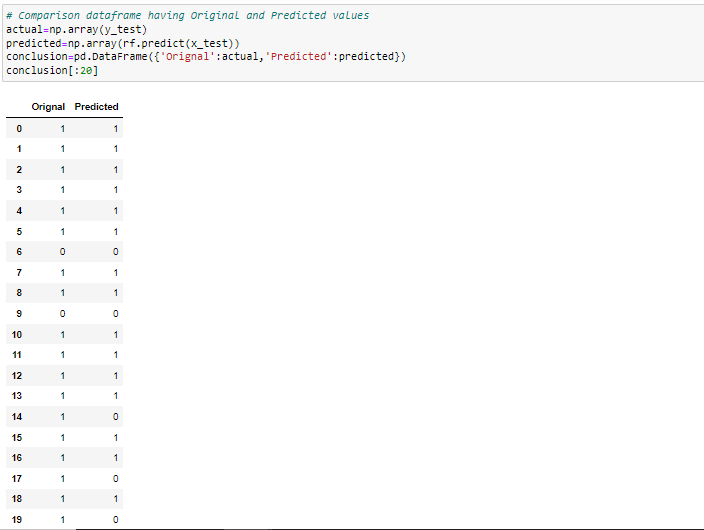 # Comparison dataframe having Original and Predicted values
actual=np.array(y_test)
predicted=np.array(rf.predict(x_test))
conclusion=pd.DataFrame({'Orignal':actual,'Predicted':predicted})
conclusion[:20]
Orignal Predicted
0 1 1
1 1 1
2 1 1
3 1 1
4 1 1
5 1 1
6 0 0
7 1 1
8 1 1
9 0 0
10 1 1
11 1 1
12 1 1
13 1 1
14 1 0
15 1 1
16 1 1
17 1 0
18 1 1
19 1 0